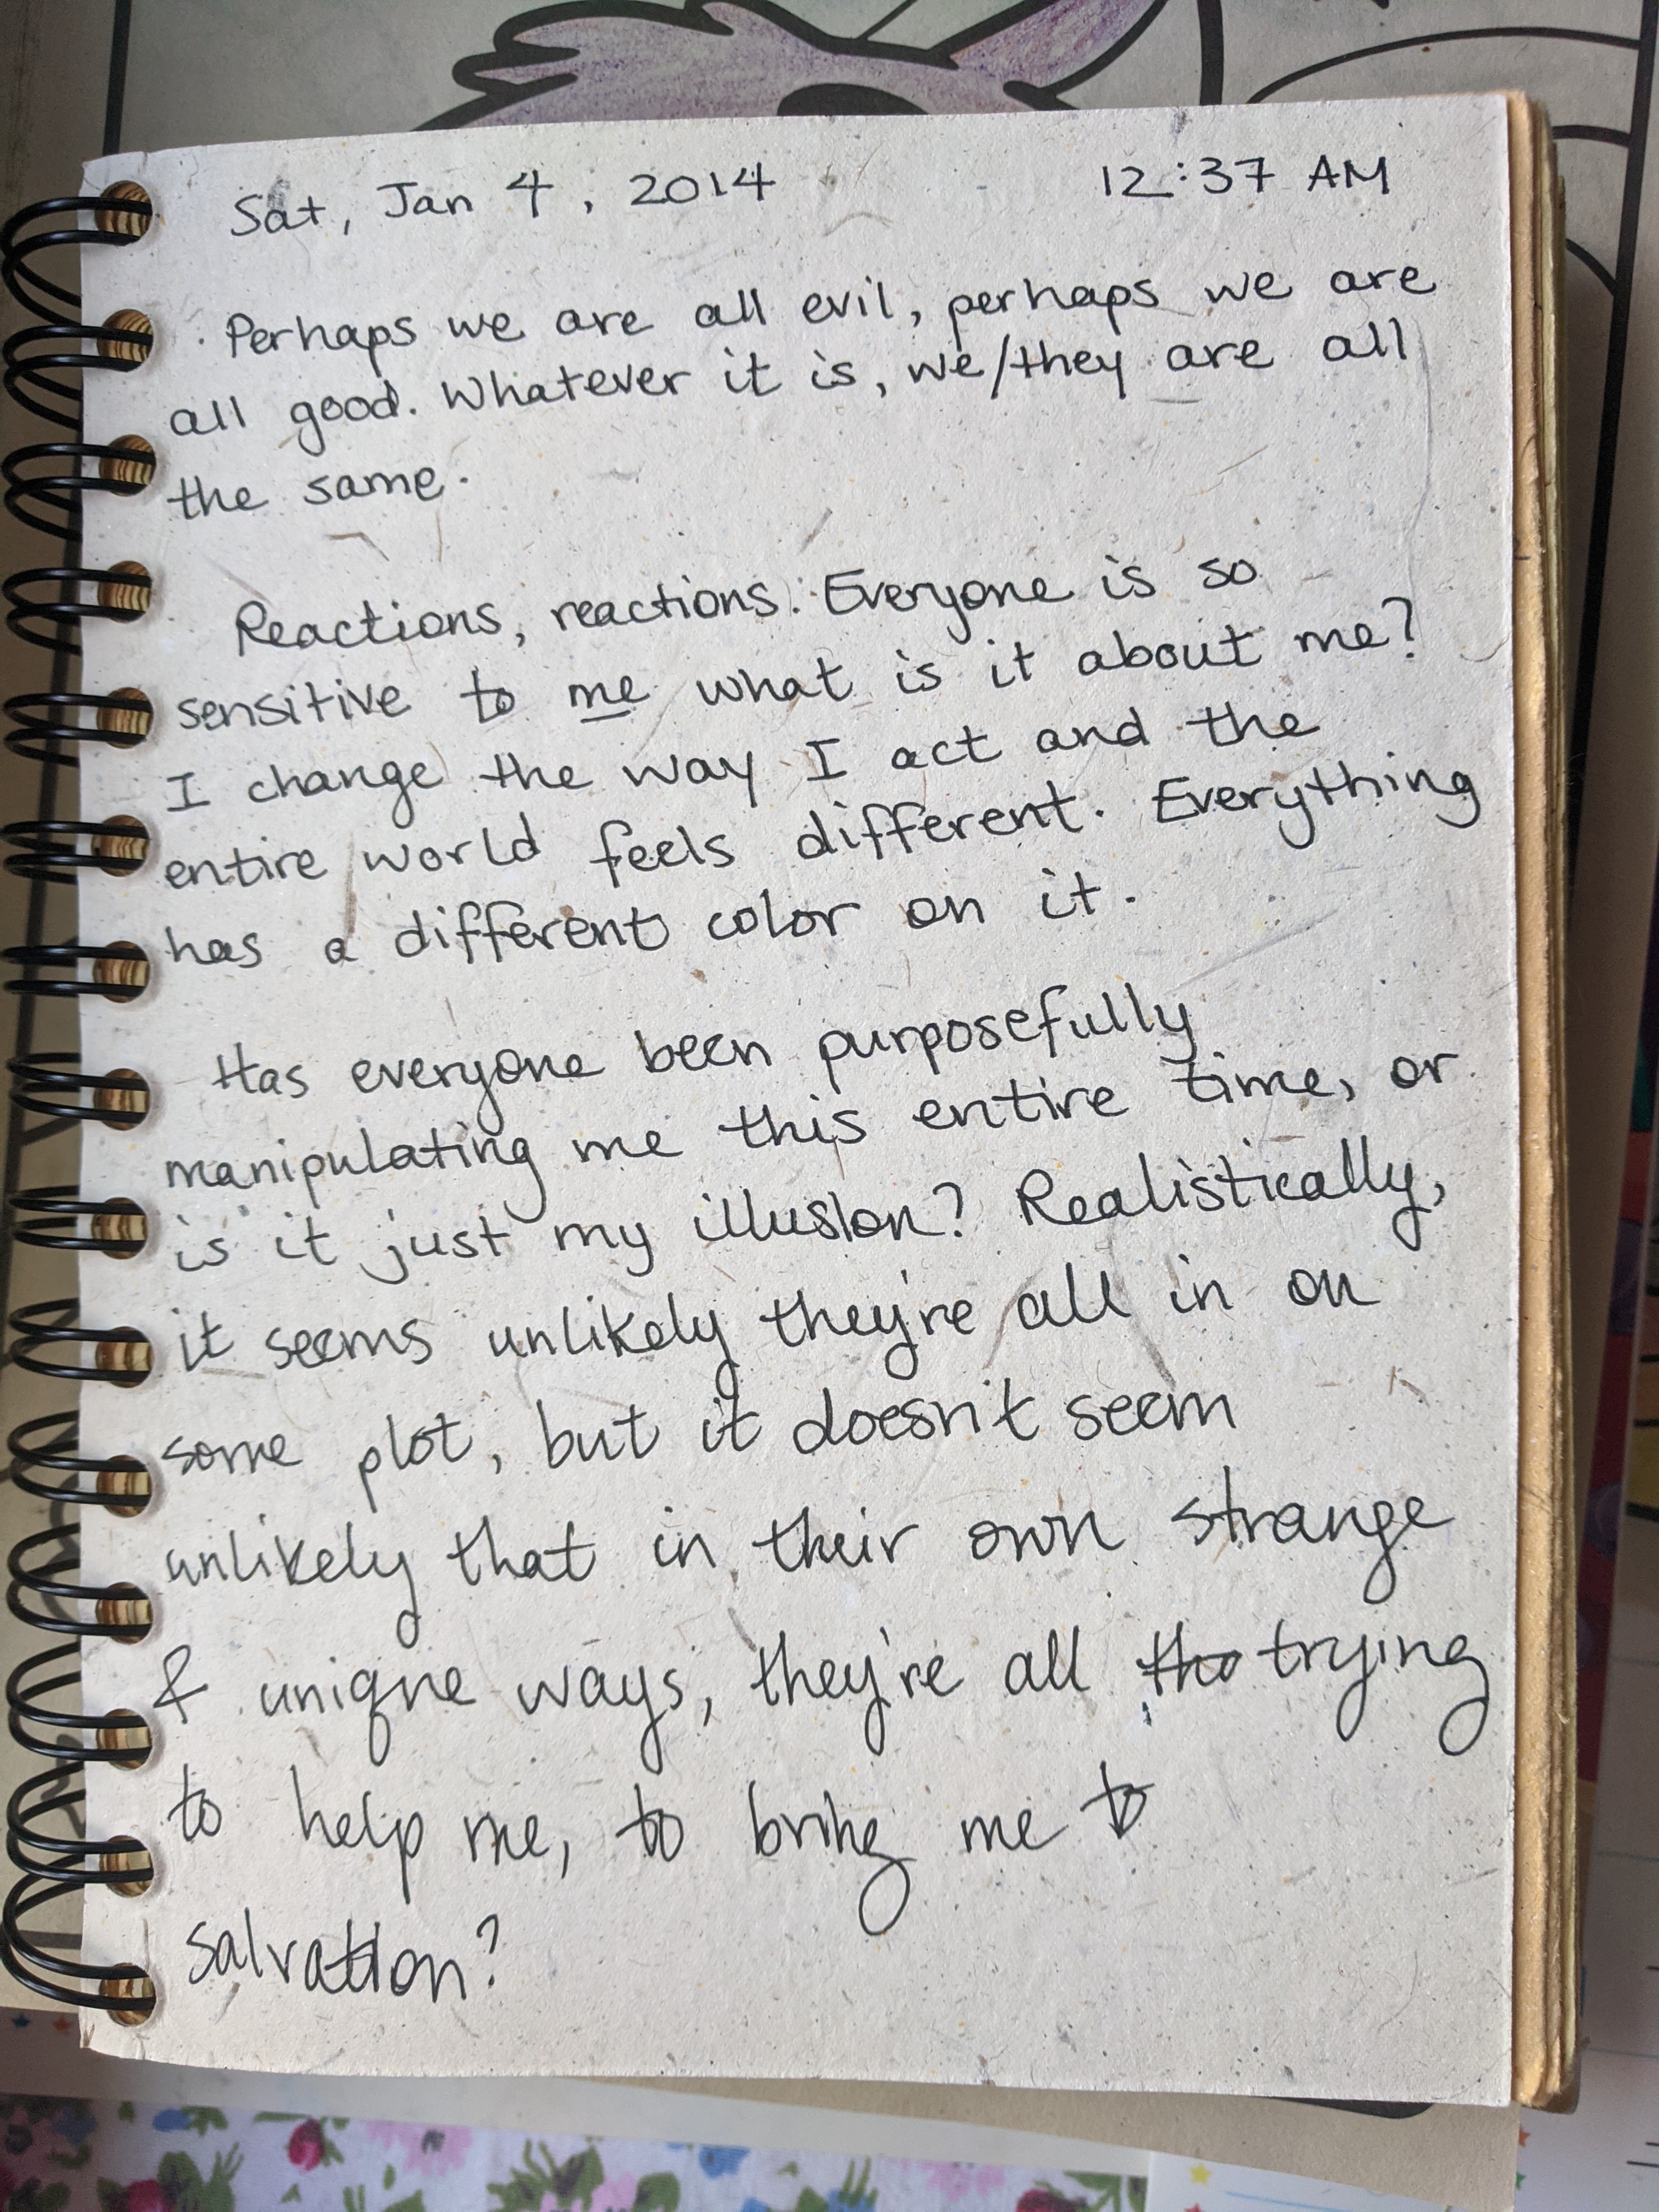 Sat, Jan 4, 2014 12:37 AM
Perhaps we are all evil, perhaps we are
all good. Whatever it is, we/they are all
the same.
Reactions, reactions. Everyone is so
sensitive to me what is it about me?
I change the way I act and the
entire world feels different. Everything
has a different color on it.
Has everyone been purposefully
manipulating me this entire time, or
is it just my illusion? Realistically,
it seems unlikely they're all in on
some plot, but it doesn't seem
unlikely that in their own strange
& unique ways, they're all tho trying
to help me, to bring me to
salvation?